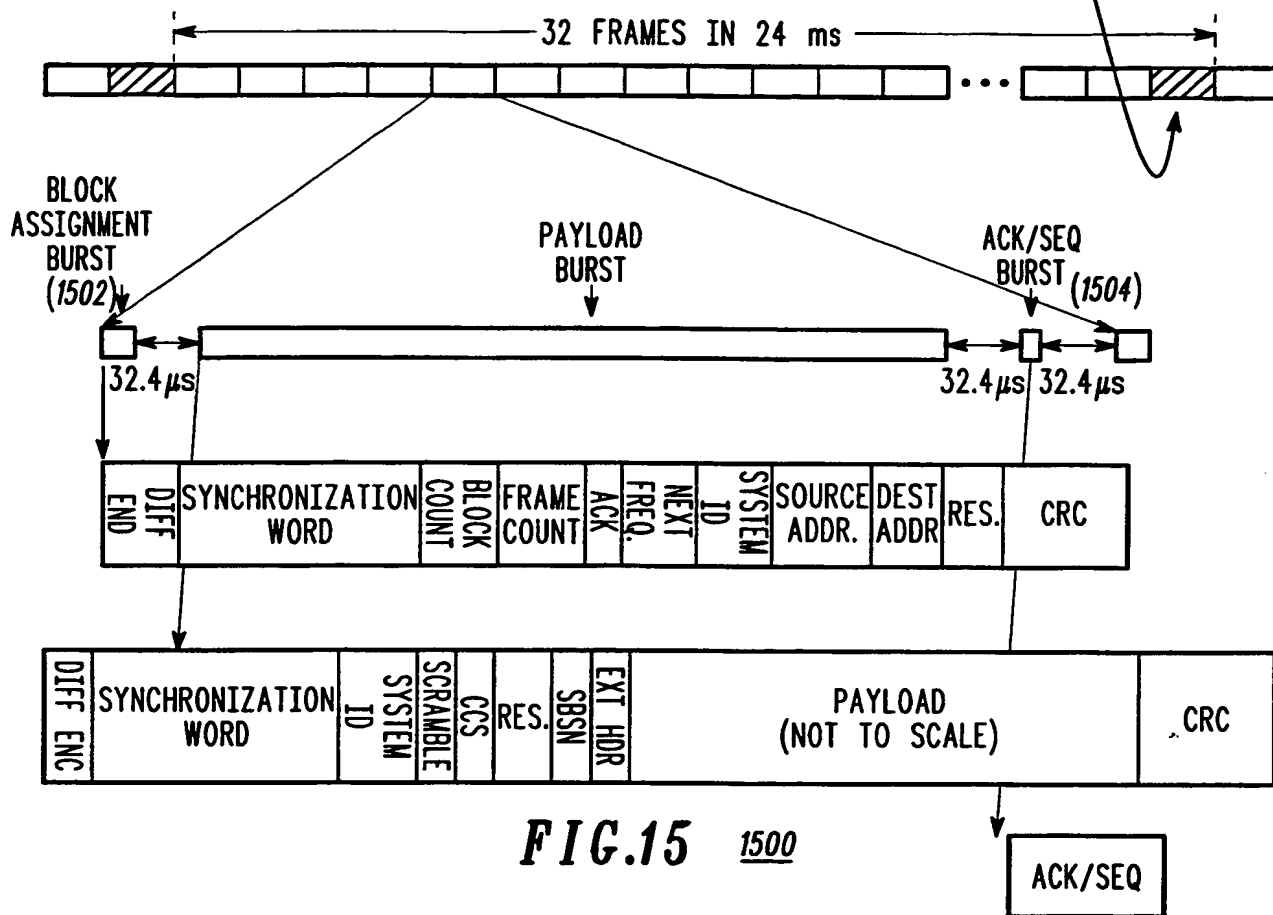 32 FRAMES IN 24 ms
BLOCK
ASSIGNMENT
BURST
(1502)
PAYLOAD
BURST
ACK/SEQ
BURST
(1504)
32.4μs
32.4μs
32.4μs
DIFF
END
SYNCHRONIZATION
WORD
BLOCK
COUNT
FRAME
COUNT
ACK
NEXT
FREQ.
SYSTEM
ID
SOURCE
ADDR.
DEST
ADDR
RES.
CRC
DIFF ENC
SYNCHRONIZATION
WORD
SYSTEM
ID
SCRAMBLE
CCS
RES.
SBSN
EXT HDR
PAYLOAD
(NOT TO SCALE)
CRC
FIG.15 1500
ACK/SEQ